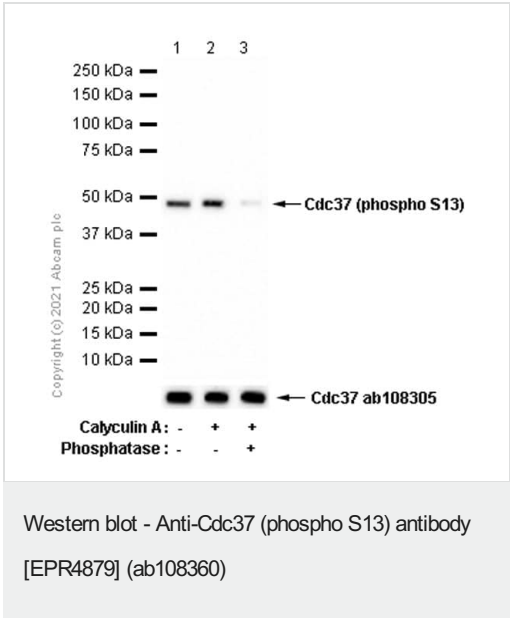 1 2 3
250 kDa
150 kDa
100 kDa
75 kDa
50 kDa
Cdc37 (phospho S13)
37 kDa
25 kDa
20 kDa
15 kDa
10 kDa
Copyright (c) 2021 Abcam plc
Cdc37 ab108305
Calyculin A: - + +
Phosphatase: - - +
Western blot - Anti-Cdc37 (phospho S13) antibody
[EPR4879] (ab108360)